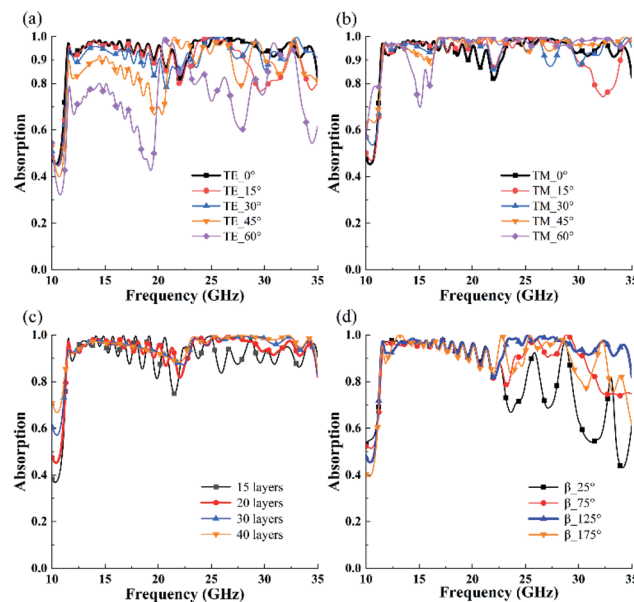 (a)
1.0
0.9
0.8
0.6
0.4
0.2
0.0
Absorption
TE_0°
TE_15°
TE_30°
TE_45°
TE_60°
10 15 20 25 30 35
Frequency (GHz)
(b)
1.0
0.9
0.8
0.6
0.4
0.2
0.0
Absorption
TM_0°
TM_15°
TM_30°
TM_45°
TM_60°
10 15 20 25 30 35
Frequency (GHz)
(c)
1.0
0.8
0.6
0.4
0.2
0.0
Absorption
15 layers
20 layers
30 layers
40 layers
10 15 20 25 30 35
Frequency (GHz)
(d)
1.0
0.8
0.6
0.4
0.2
0.0
Absorption
β_25°
β_75°
β_125°
β_175°
10 15 20 25 30 35
Frequency (GHz)